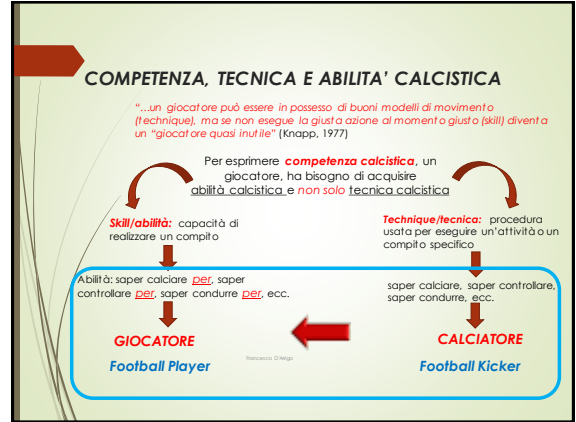 COMPETENZA, TECNICA E ABILITA' CALCISTICA
"…un giocatore può essere in possesso di buoni modelli di movimento
(technique), ma se non esegue la giusta azione al momento giusto (skill) diventa
un "giocatore quasi inutile" (Knapp, 1977)
Per esprimere competenza calcistica, un
giocatore, ha bisogno di acquisire
abilità calcistica e non solo tecnica calcistica
Skill/abilità: capacità di
realizzare un compito
Technique/tecnica: procedura
usata per eseguire un'attività o un
compito specifico
Abilità: saper calciare per, saper
controllare per, saper condurre per, ecc.
saper calciare, saper controllare,
saper condurre, ecc.
GIOCATORE
Football Player
CALCIATORE
Football Kicker
Francesco D'Arrigo